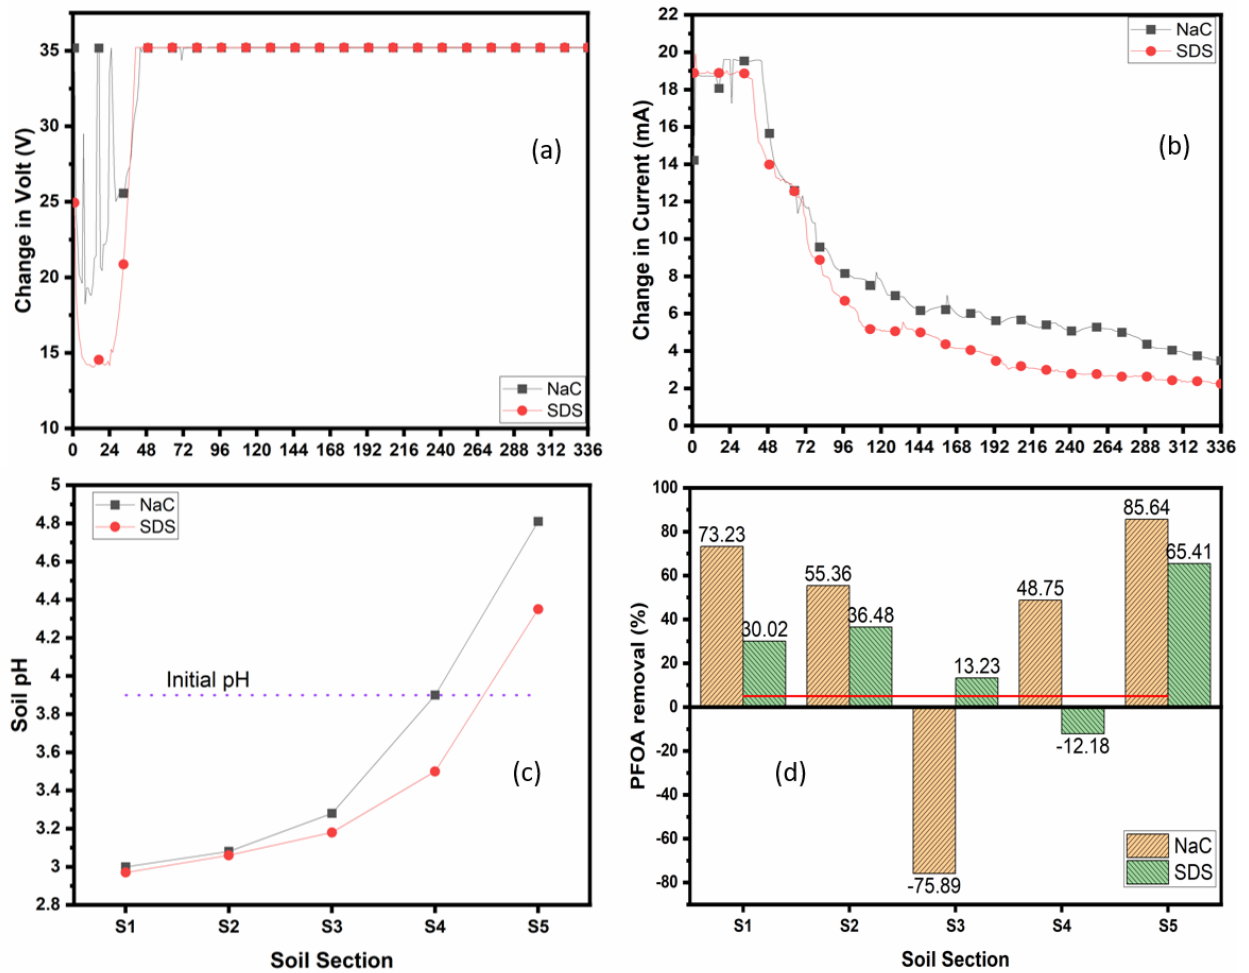 35
30
25
20
15
10
Change in Volt (V)
(a)
NaC
SDS
0 24 48 72 96 120 144 168 192 216 240 264 288 312 336
22
20
18
16
14
12
10
8
6
4
2
0
Change in Current (mA)
NaC
SDS
(b)
0 24 48 72 96 120 144 168 192 216 240 264 288 312 336
5
4.8
4.6
4.4
4.2
4
3.8
3.6
3.4
3.2
3
2.8
Soil pH
NaC
SDS
Initial pH
(c)
S1 S2 S3 S4 S5
Soil Section
100
80
60
40
20
0
-20
-40
-60
-80
PFOA removal (%)
73.23
30.02
55.36
36.48
-75.89
13.23
48.75
-12.18
85.64
65.41
(d)
NaC
SDS
S1 S2 S3 S4 S5
Soil Section